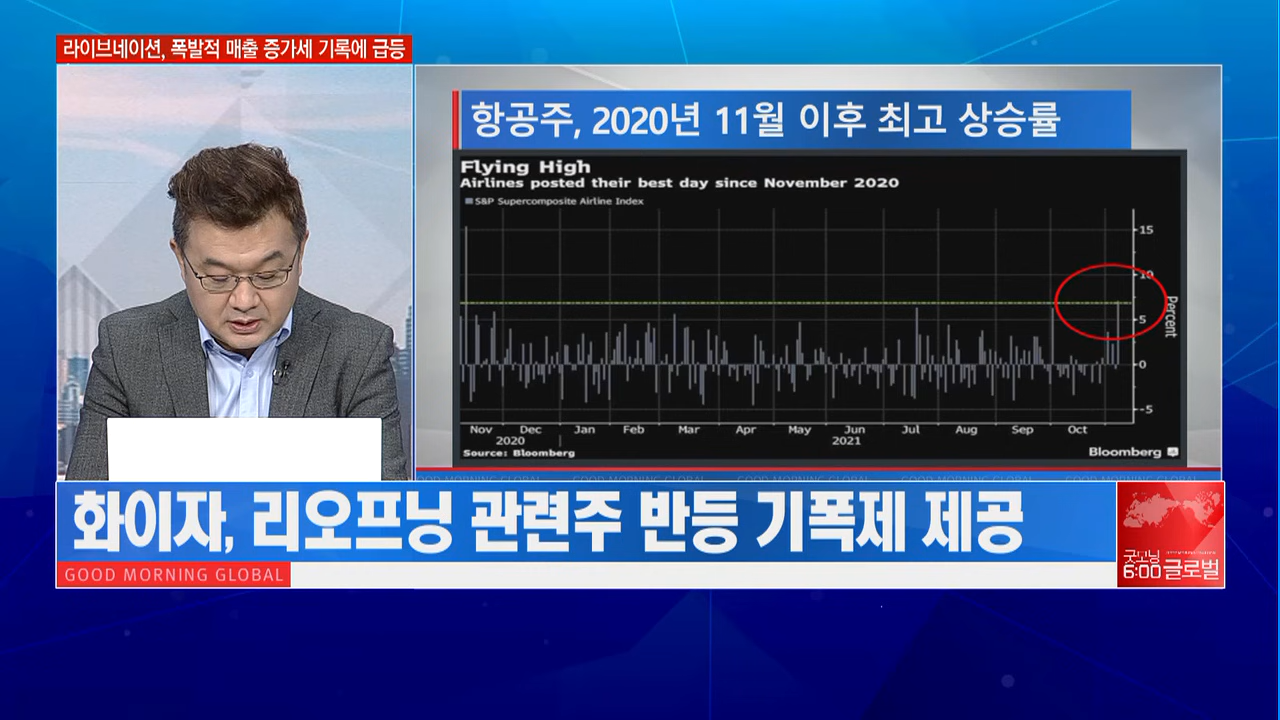 라이브네이션, 폭발적 매출 증가세 기록에 급등
항공주, 2020년 11월 이후 최고 상승률
Flying High
Airlines posted their best day since November 2020
S&P Supercomposite Airline Index
15
10
5
0
-5
Percent
Nov Dec Jan Feb Mar Apr May Jun Jul Aug Sep Oct
2020 2021
Source: Bloomberg
Bloomberg
화이자, 리오프닝 관련주 반등 기폭제 제공
GOOD MORNING GLOBAL
굿모닝
6:00 글로벌